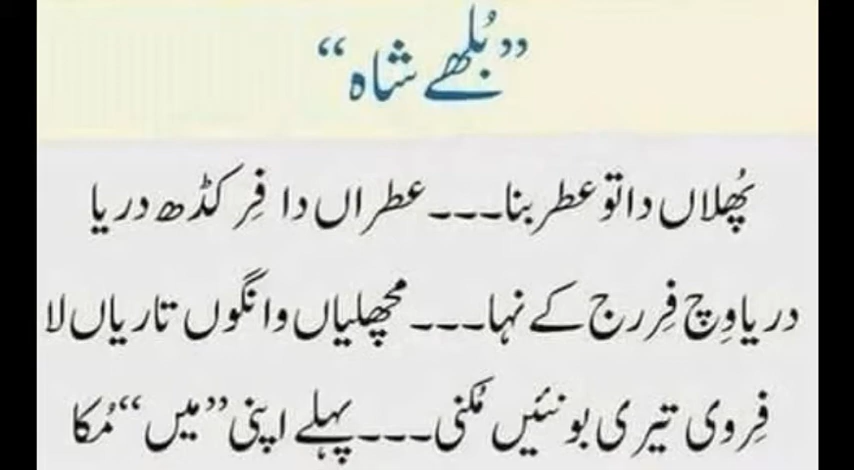 ”بُلھے شاہ“
پُھلاں دا تو عطر بنا۔۔۔ عطراں دا فِر کڈھ دریا
دریا وِچ فِر رج کے نہا۔۔۔ مچھلیاں وانگوں تاریاں لا
فِر وی تیری بو نئیں مُکنی۔۔۔ پہلے اپنی ”میں“ مُکا